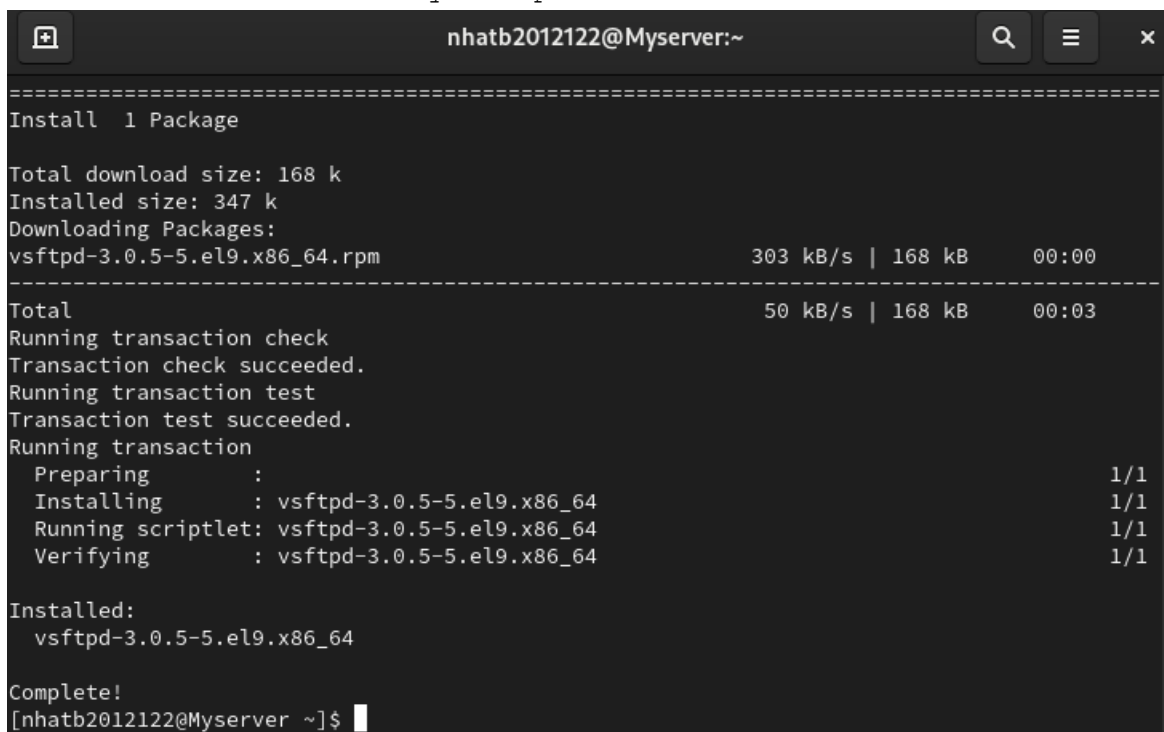 nhatb2012122@Myserver:~
==========================================================================================
Install  1 Package
Total download size: 168 k
Installed size: 347 k
Downloading Packages:
vsftpd-3.0.5-5.el9.x86_64.rpm                             303 kB/s | 168 kB     00:00
------------------------------------------------------------------------------------------
Total                                                      50 kB/s | 168 kB     00:03
Running transaction check
Transaction check succeeded.
Running transaction test
Transaction test succeeded.
Running transaction
  Preparing        :                                                                  1/1
  Installing       : vsftpd-3.0.5-5.el9.x86_64                                        1/1
  Running scriptlet: vsftpd-3.0.5-5.el9.x86_64                                        1/1
  Verifying        : vsftpd-3.0.5-5.el9.x86_64                                        1/1
Installed:
  vsftpd-3.0.5-5.el9.x86_64
Complete!
[nhatb2012122@Myserver ~]$